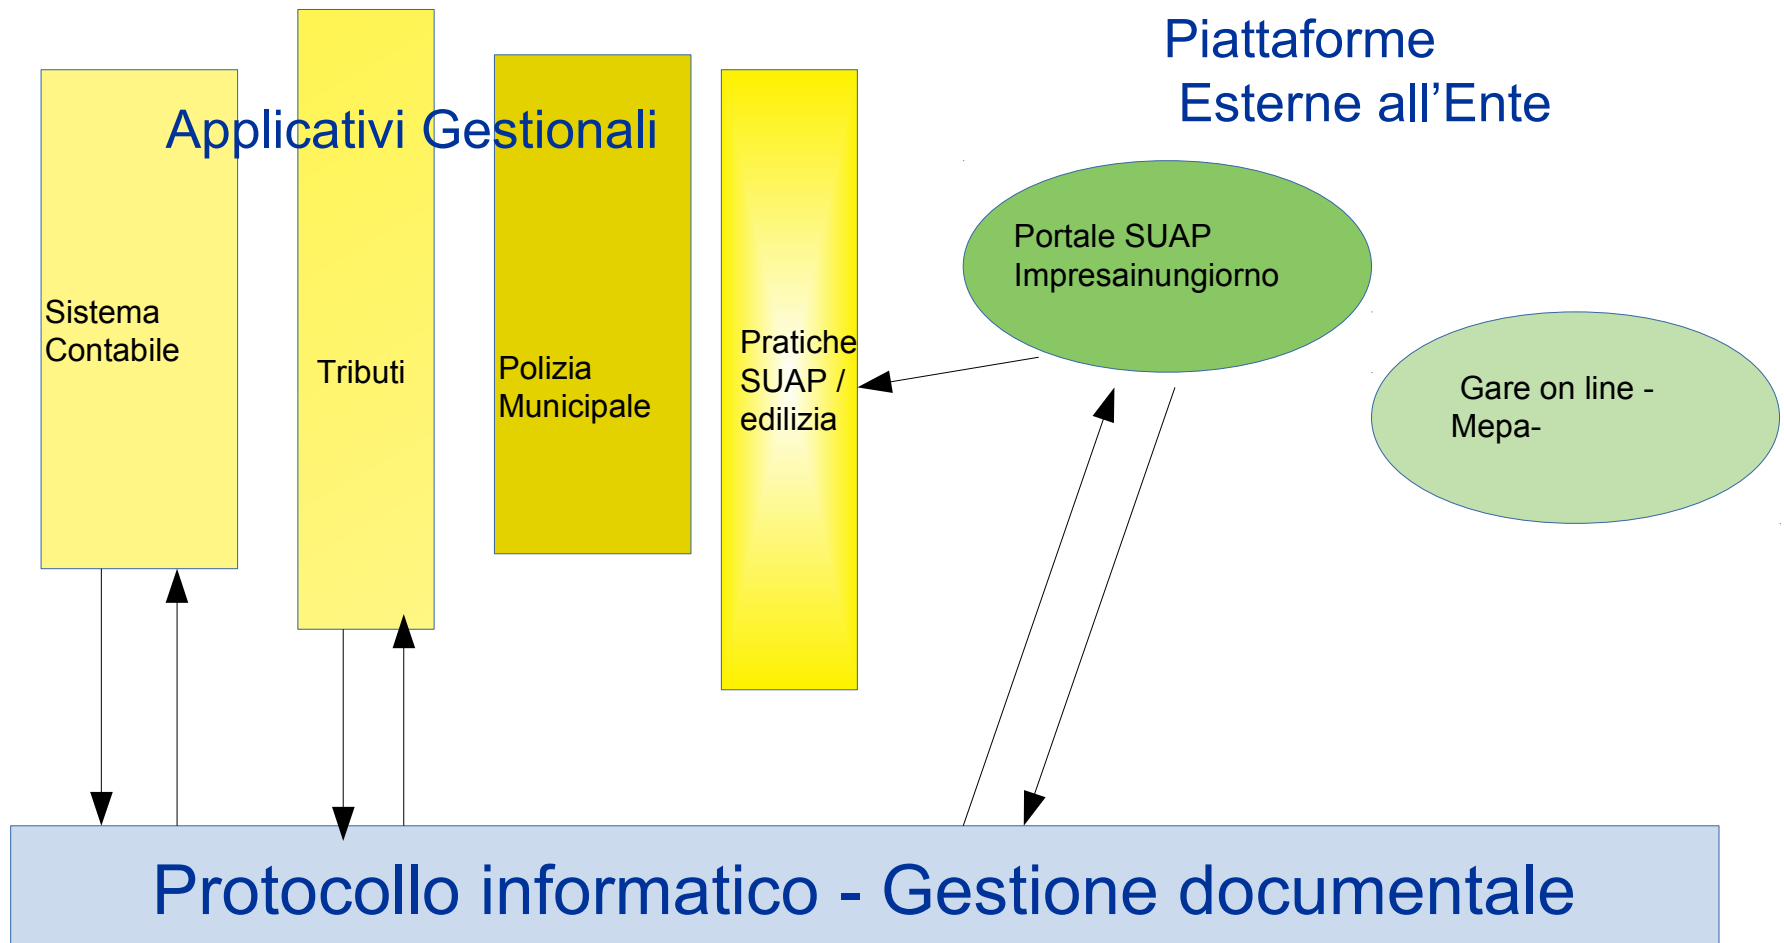 Piattaforme
Esterne all’Ente
Applicativi Gestionali
Sistema
Contabile
Tributi
Polizia
Municipale
Pratiche
SUAP /
edilizia
Portale SUAP
Impresainungiorno
Gare on line -
Mepa-
Protocollo informatico - Gestione documentale